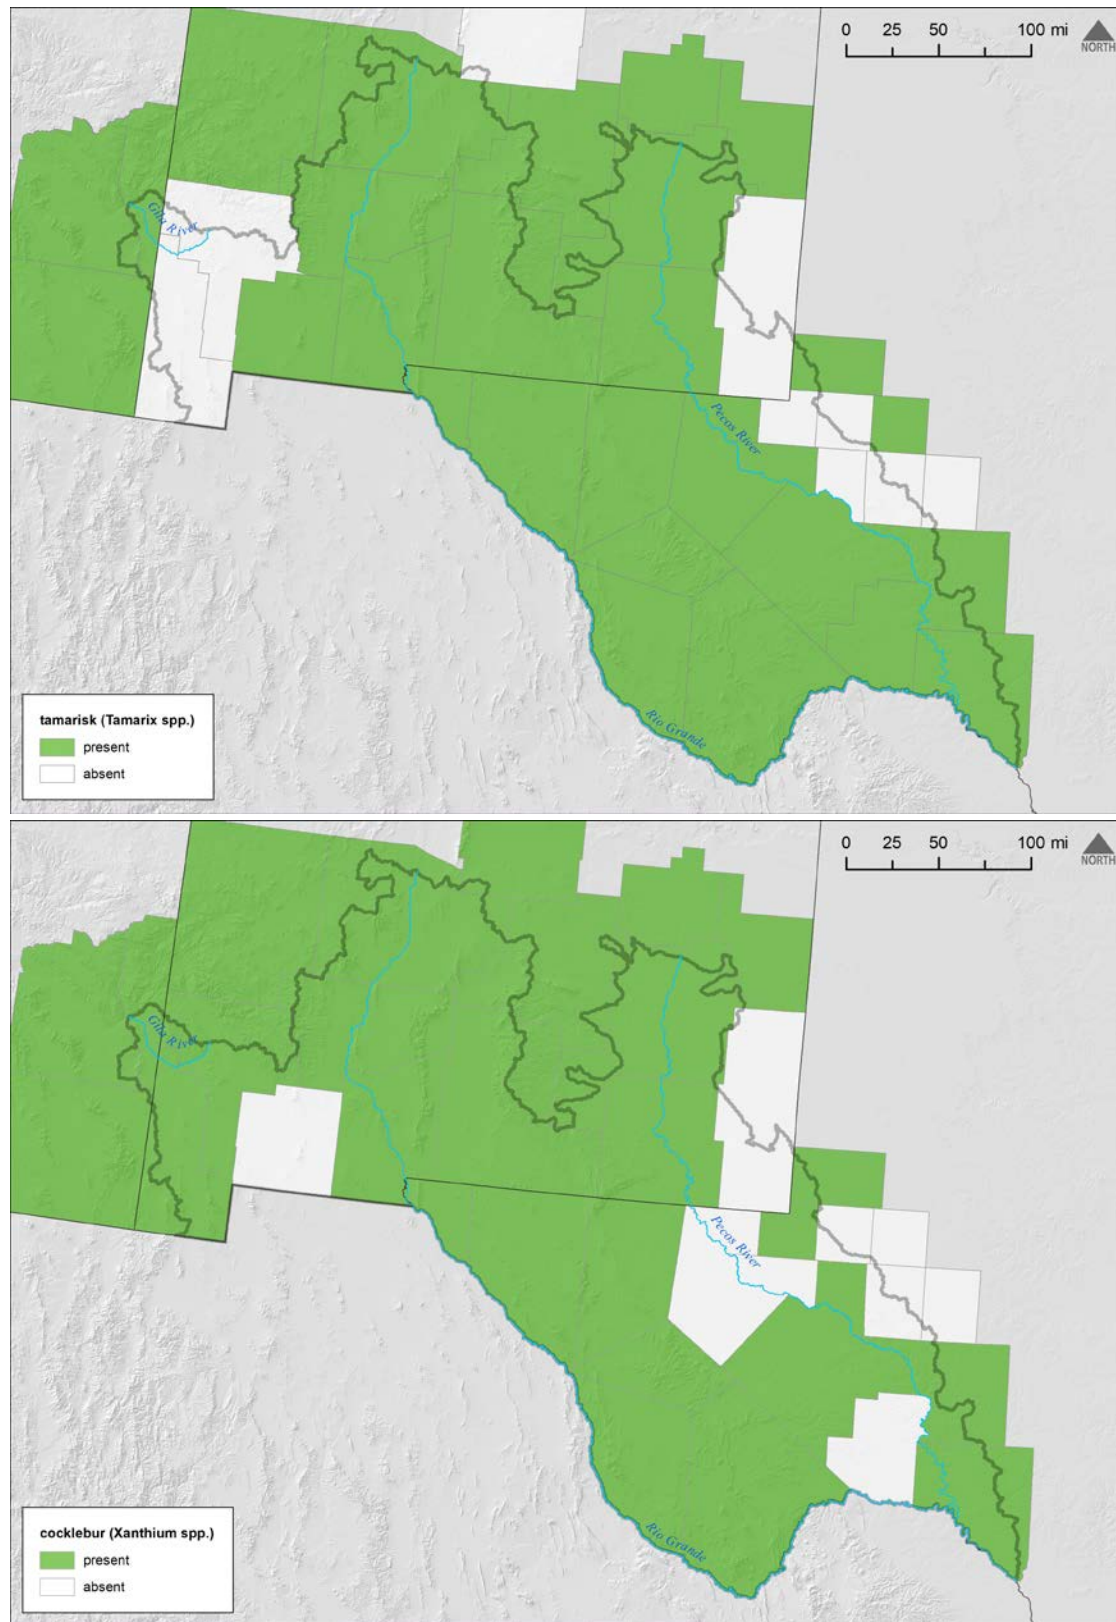 0 25 50 100 mi
NORTH
Gila River
Pecos River
Rio Grande
tamarisk (Tamarix spp.)
present
absent
0 25 50 100 mi
NORTH
Gila River
Pecos River
Rio Grande
cocklebur (Xanthium spp.)
present
absent